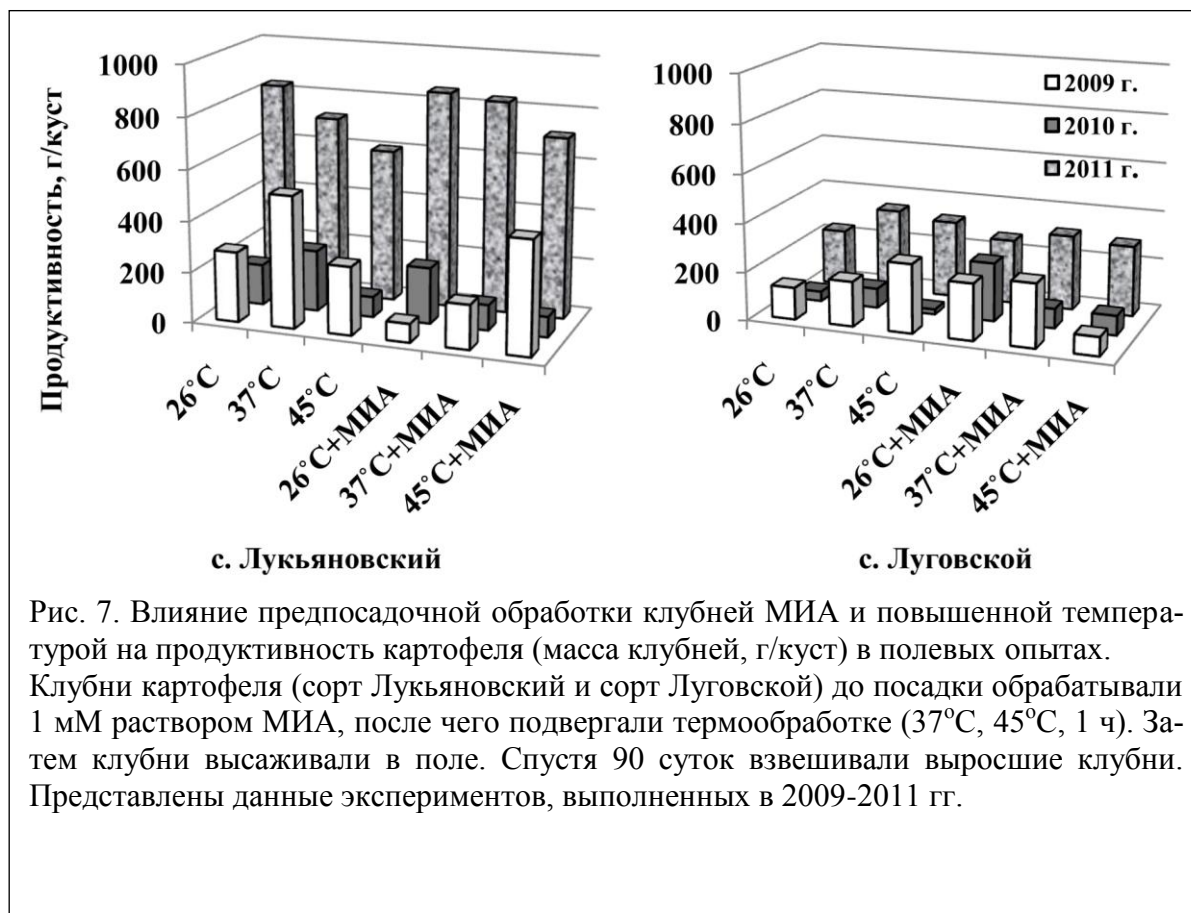 Продуктивность, г/куст
1000
800
600
400
200
0
26˚C
37˚C
45˚C
26˚C+МИА
37˚C+МИА
45˚C+МИА
с. Лукьяновский
1000
800
600
400
200
0
2009 г.
2010 г.
2011 г.
26˚C
37˚C
45˚C
26˚C+МИА
37˚C+МИА
45˚C+МИА
с. Луговской
Рис. 7. Влияние предпосадочной обработки клубней МИА и повышенной темпера-
турой на продуктивность картофеля (масса клубней, г/куст) в полевых опытах.
Клубни картофеля (сорт Лукьяновский и сорт Луговской) до посадки обрабатывали
1 мМ раствором МИА, после чего подвергали термообработке (37°С, 45°С, 1 ч). За-
тем клубни высаживали в поле. Спустя 90 суток взвешивали выросшие клубни.
Представлены данные экспериментов, выполненных в 2009-2011 гг.